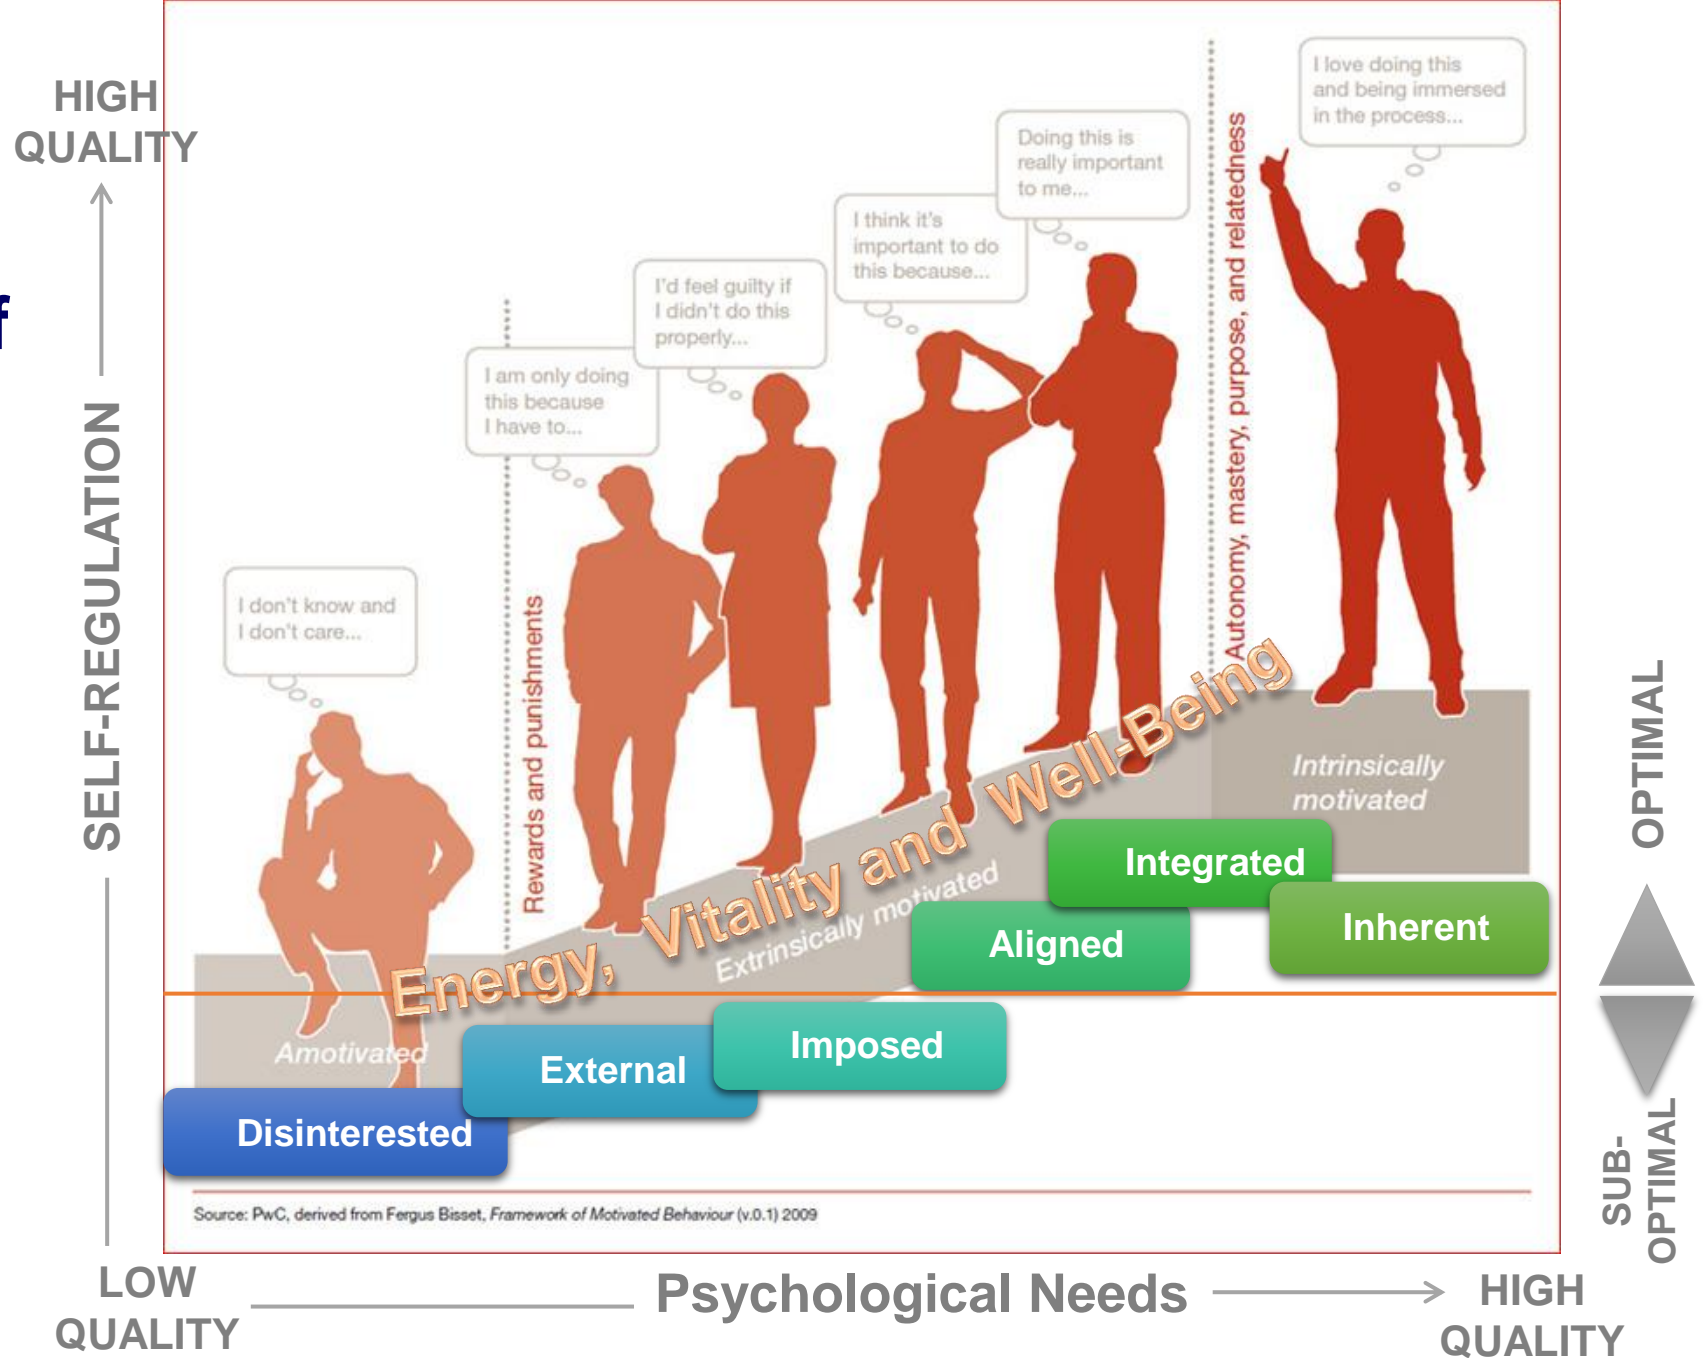 HIGH
QUALITY
f
SELF-REGULATION
LOW
QUALITY
I don't know and
I don't care...
I am only doing
this because
I have to...
I'd feel guilty if
I didn't do this
properly...
I think it's
important to do
this because...
Doing this is
really important
to me...
I love doing this
and being immersed
in the process...
Rewards and punishments
Autonomy, mastery, purpose, and relatedness
Energy, Vitality and Well-Being
Amotivated
Extrinsically motivated
Intrinsically
motivated
Disinterested
External
Imposed
Aligned
Integrated
Inherent
OPTIMAL
SUB-
OPTIMAL
Source: PwC, derived from Fergus Bisset, Framework of Motivated Behaviour (v.0.1) 2009
Psychological Needs
HIGH
QUALITY